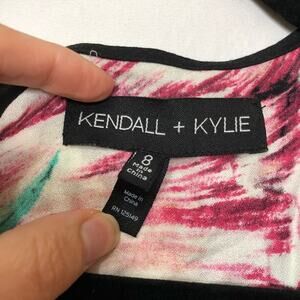 KENDALL + KYLIE
8
Made
in
China
Made in
China
RN 125149